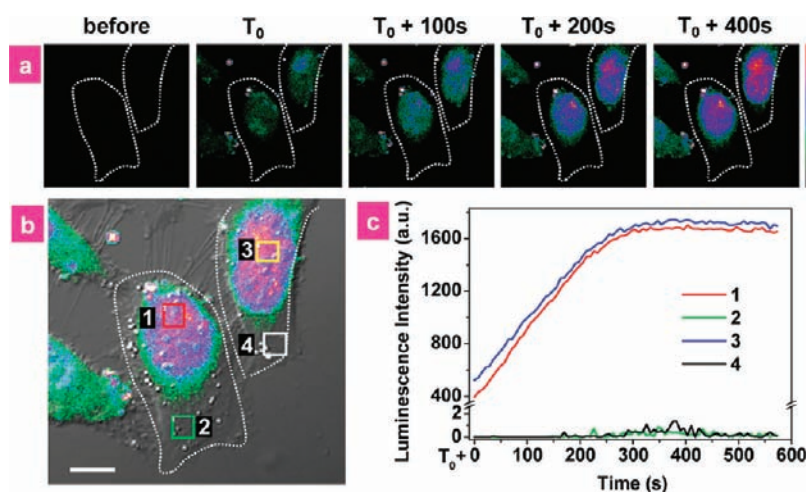 before T₀ T₀ + 100s T₀ + 200s T₀ + 400s
a
b
1
2
3
4
c
Luminescence Intensity (a.u.)
1600
1200
800
400
2
0
1
2
3
4
T₀+ 0 100 200 300 400 500 600
Time (s)